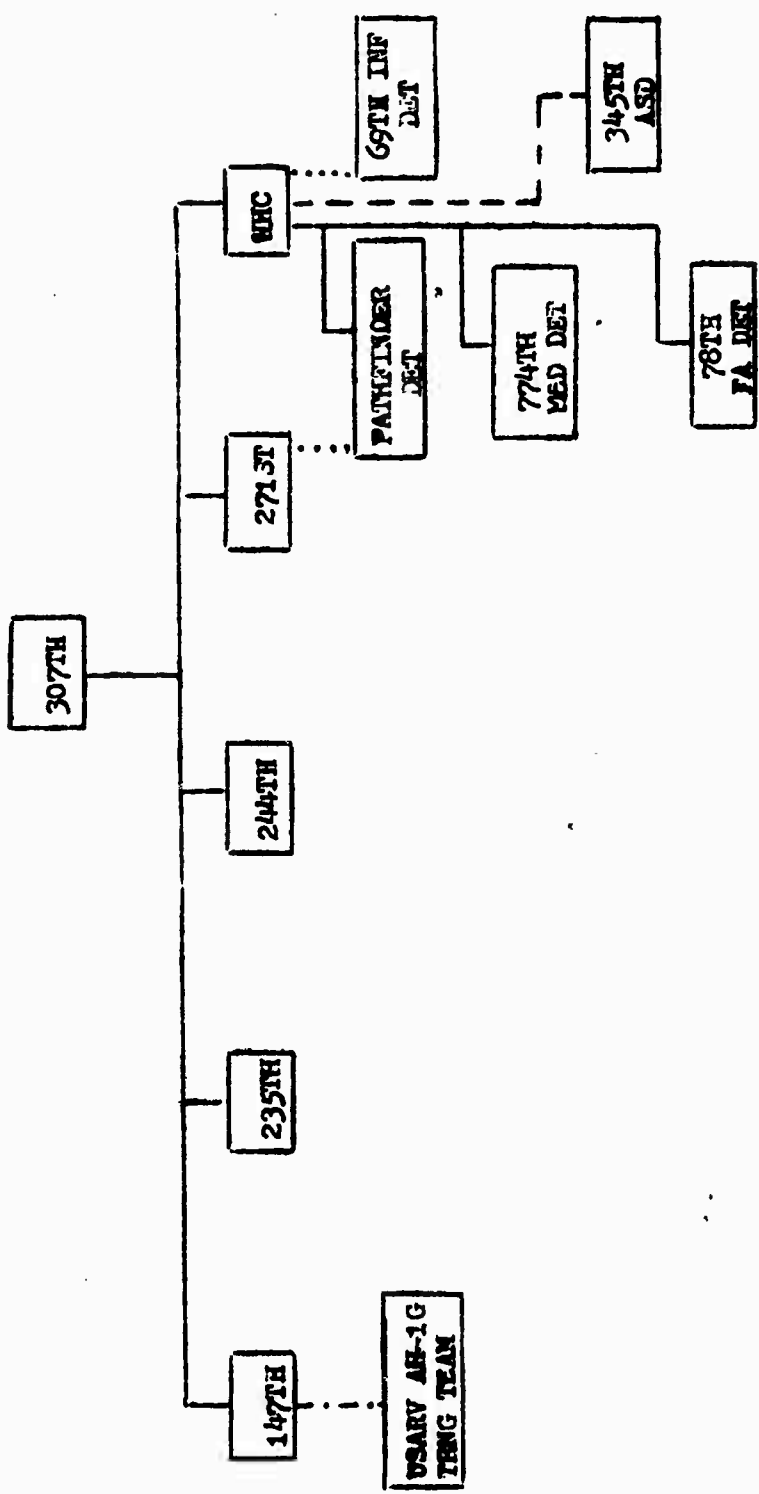 307TH
147TH
235TH
244TH
271ST
HHC
USARV AH-1G
TRNG TEAM
PATHFINDER
DET
69TH INF
DET
774TH
MED DET
345TH
ASD
78TH
FA DET